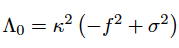 Λ₀ = κ² (−f² + σ²)